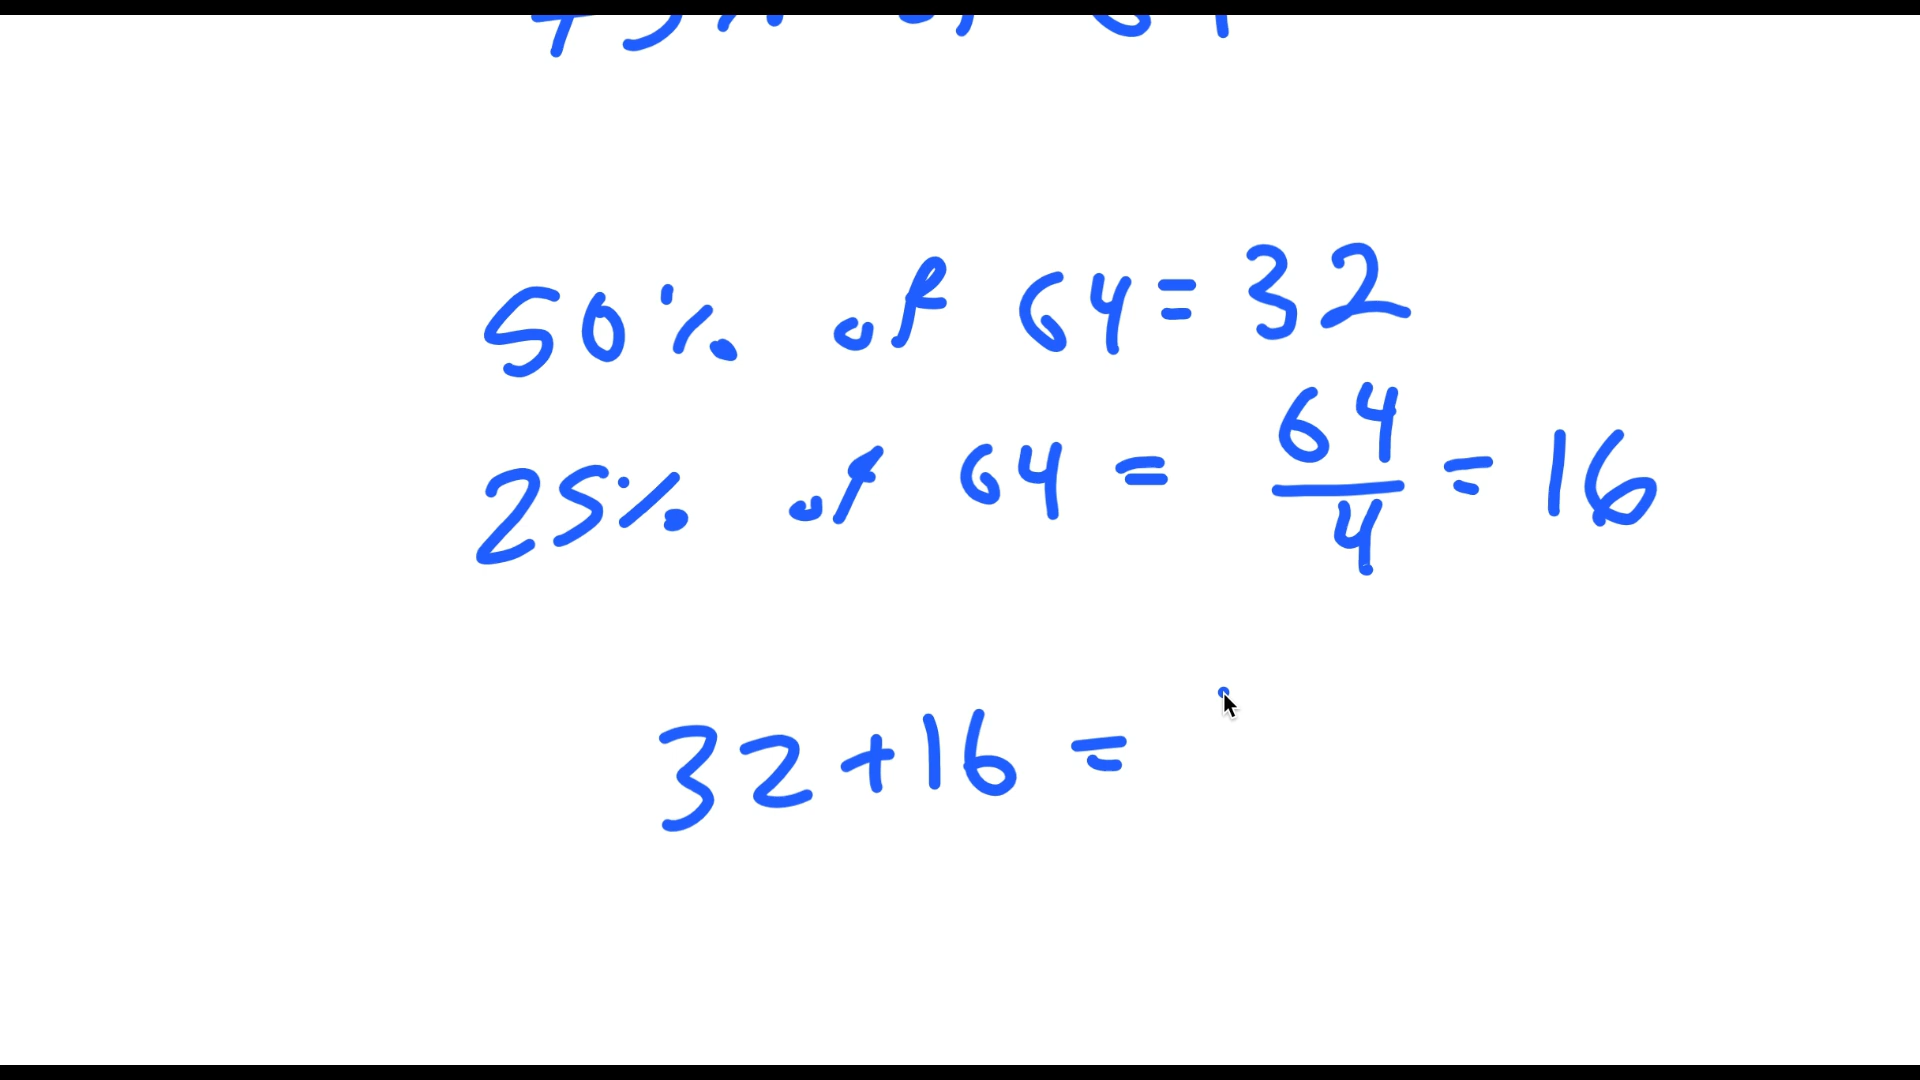 50% of 64 = 32
25% of 64 = 64/4 = 16
32 + 16 =